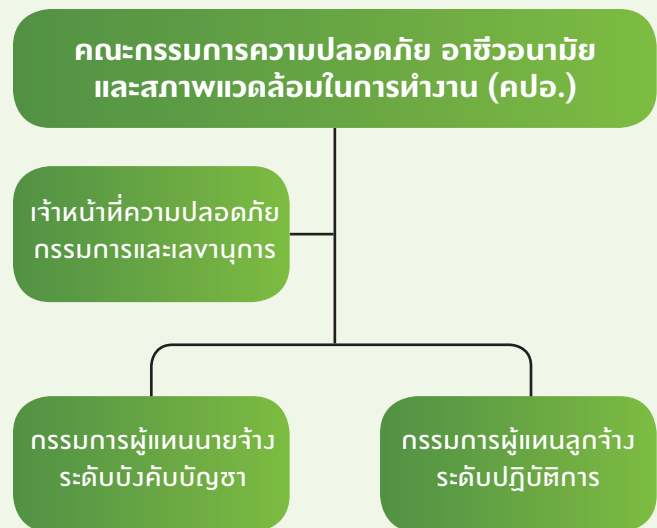 คณะกรรมการความปลอดภัย อาชีวอนามัย
และสภาพแวดล้อมในการทำงาน (คปอ.)
เจ้าหน้าที่ความปลอดภัย
กรรมการและเลขานุการ
กรรมการผู้แทนนายจ้าง
ระดับบังคับบัญชา
กรรมการผู้แทนลูกจ้าง
ระดับปฏิบัติการ